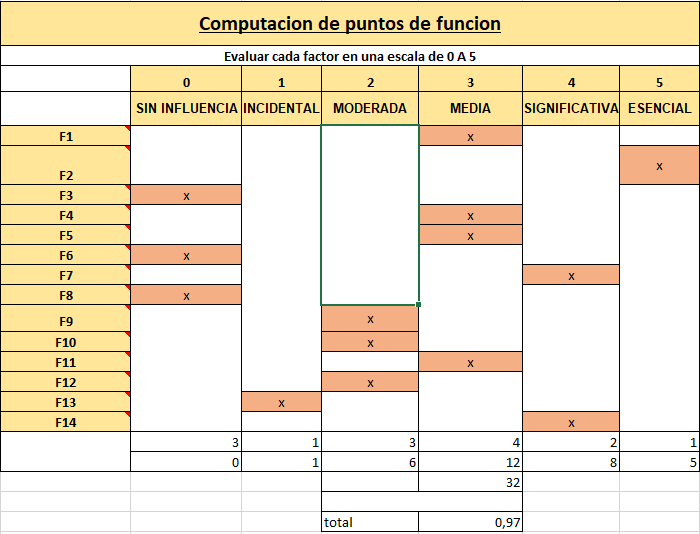 Computacion de puntos de funcion
Evaluar cada factor en una escala de 0 A 5
0 1 2 3 4 5
SIN INFLUENCIA INCIDENTAL MODERADA MEDIA SIGNIFICATIVA ESENCIAL
F1 x
F2 x
F3 x
F4 x
F5 x
F6 x
F7 x
F8 x
F9 x
F10 x
F11 x
F12 x
F13 x
F14 x
3 1 3 4 2 1
0 1 6 12 8 5
32
total 0,97